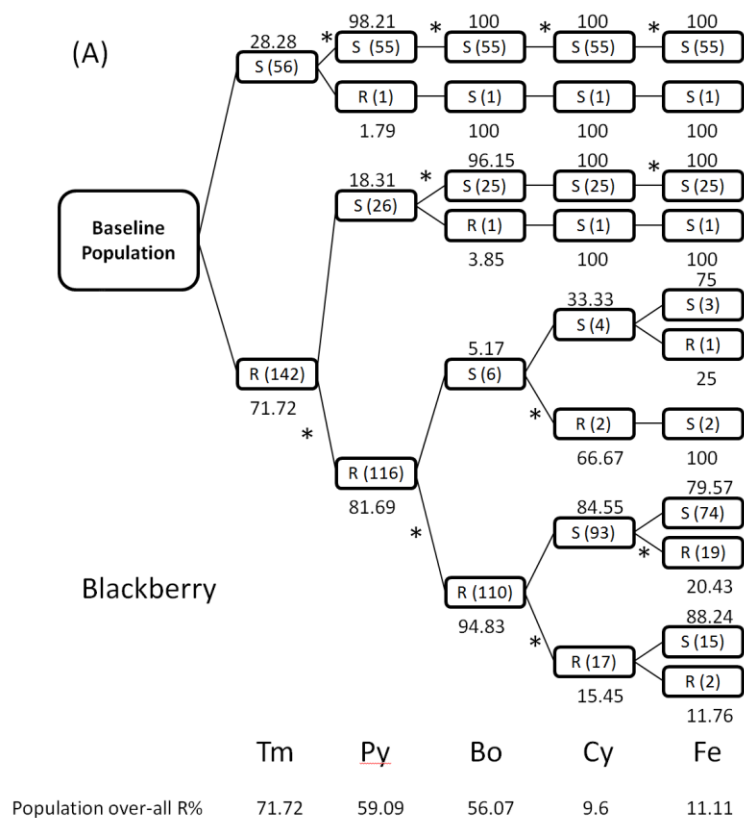 (A)
28.28
S (56)
*
98.21
S (55)
*
100
S (55)
*
100
S (55)
*
100
S (55)
R (1)
1.79
S (1)
100
S (1)
100
S (1)
100
Baseline
Population
18.31
S (26)
*
96.15
S (25)
100
S (25)
*
100
S (25)
R (1)
3.85
S (1)
100
S (1)
100
R (142)
71.72
*
R (116)
81.69
*
5.17
S (6)
*
33.33
S (4)
75
S (3)
R (1)
25
R (2)
66.67
S (2)
100
R (110)
94.83
*
84.55
S (93)
*
79.57
S (74)
R (19)
20.43
R (17)
15.45
88.24
S (15)
R (2)
11.76
Blackberry
Tm Py Bo Cy Fe
Population over-all R% 71.72 59.09 56.07 9.6 11.11